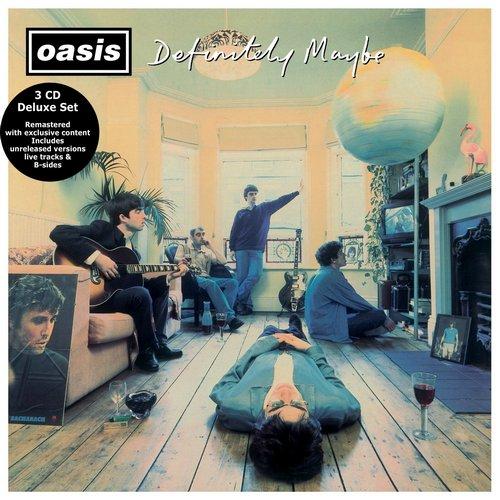 oasis
Definitely Maybe
3 CD
Deluxe Set
Remastered
with exclusive content
Includes
unreleased versions
live tracks &
B-sides
BACHARACH